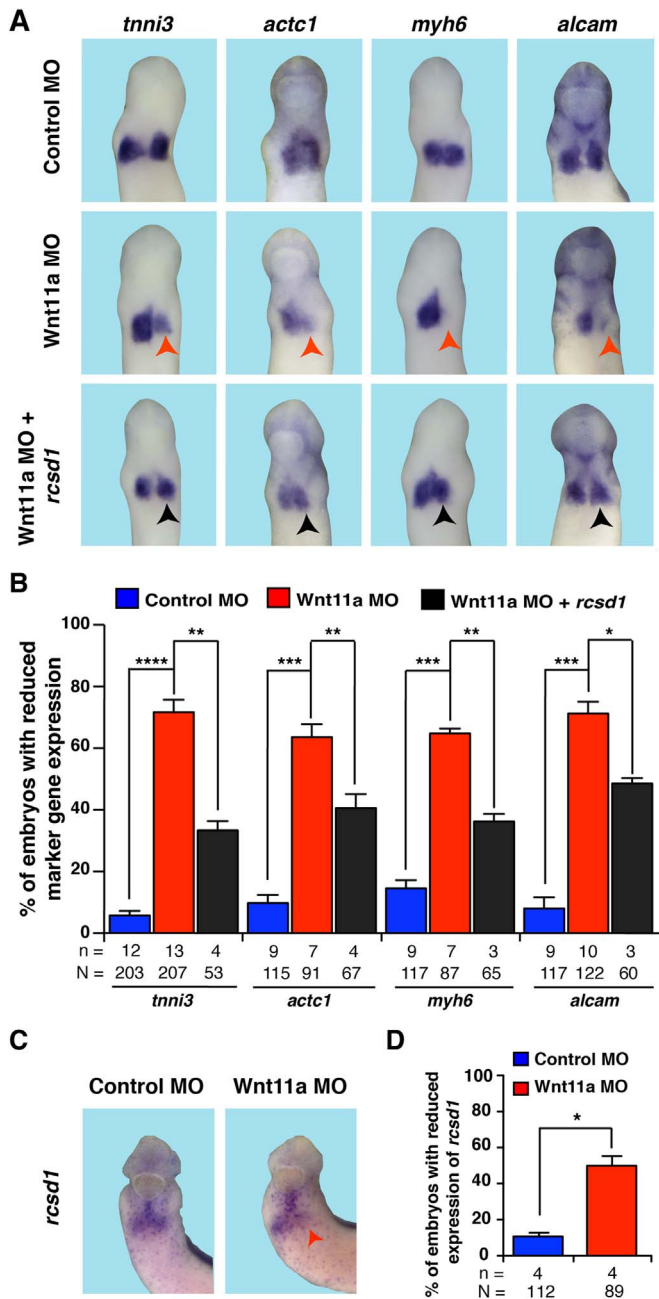 A
tnni3 actc1 myh6 alcam
Control MO
Wnt11a MO
Wnt11a MO +
rcsd1
B
Control MO Wnt11a MO Wnt11a MO + rcsd1
% of embryos with reduced
marker gene expression
100
80
60
40
20
0
**** ** *** ** *** ** *** *
n = 12 13 4 9 7 4 9 7 3 9 10 3
N = 203 207 53 115 91 67 117 87 65 117 122 60
tnni3 actc1 myh6 alcam
C
Control MO Wnt11a MO
rcsd1
D
Control MO
Wnt11a MO
% of embryos with reduced
expression of rcsd1
100
80
60
40
20
0
*
n = 4 4
N = 112 89